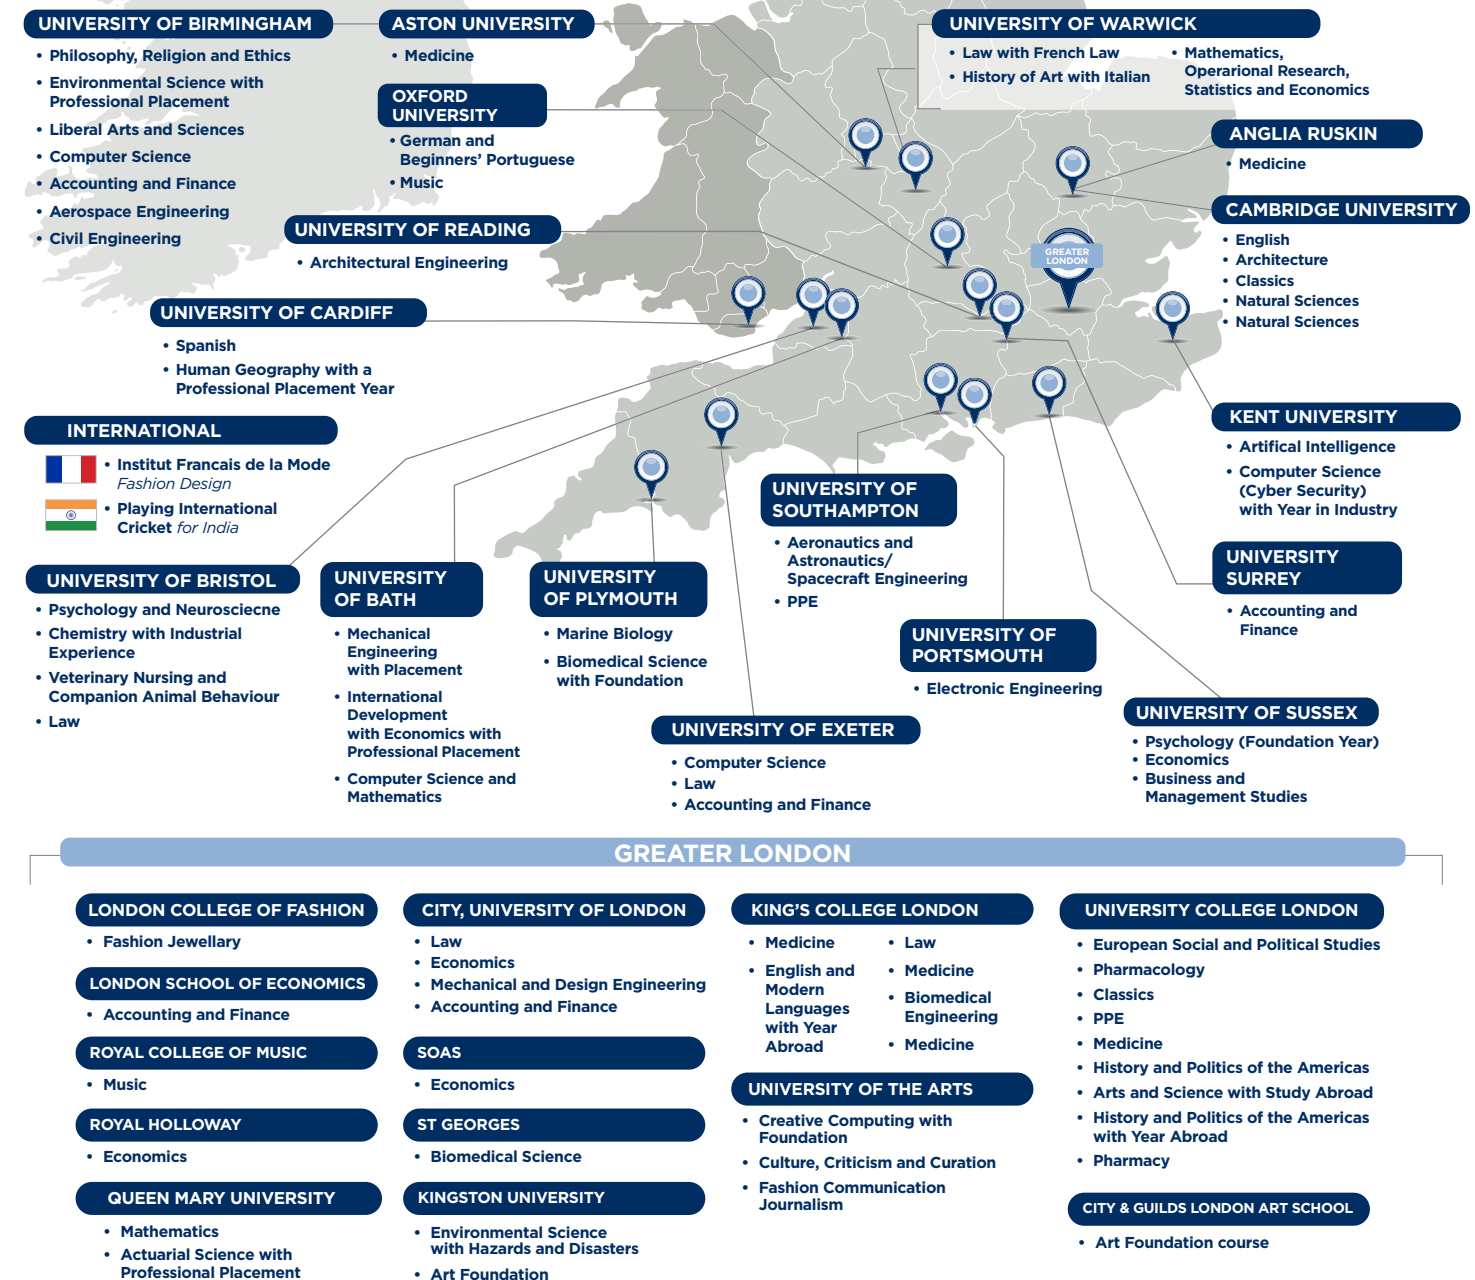 UNIVERSITY OF BIRMINGHAM
• Philosophy, Religion and Ethics
• Environmental Science with
Professional Placement
• Liberal Arts and Sciences
• Computer Science
• Accounting and Finance
• Aerospace Engineering
• Civil Engineering
ASTON UNIVERSITY
• Medicine
OXFORD
UNIVERSITY
• German and
Beginners’ Portuguese
• Music
UNIVERSITY OF READING
• Architectural Engineering
UNIVERSITY OF CARDIFF
• Spanish
• Human Geography with a
Professional Placement Year
UNIVERSITY OF WARWICK
• Law with French Law
• History of Art with Italian
• Mathematics,
Operarional Research,
Statistics and Economics
ANGLIA RUSKIN
• Medicine
CAMBRIDGE UNIVERSITY
• English
• Architecture
• Classics
• Natural Sciences
• Natural Sciences
GREATER
LONDON
KENT UNIVERSITY
• Artifical Intelligence
• Computer Science
(Cyber Security)
with Year in Industry
UNIVERSITY
SURREY
• Accounting and
Finance
INTERNATIONAL
• Institut Francais de la Mode
Fashion Design
• Playing International
Cricket for India
UNIVERSITY OF BRISTOL
• Psychology and Neurosciecne
• Chemistry with Industrial
Experience
• Veterinary Nursing and
Companion Animal Behaviour
• Law
UNIVERSITY
OF BATH
• Mechanical
Engineering
with Placement
• International
Development
with Economics with
Professional Placement
• Computer Science and
Mathematics
UNIVERSITY
OF PLYMOUTH
• Marine Biology
• Biomedical Science
with Foundation
UNIVERSITY OF EXETER
• Computer Science
• Law
• Accounting and Finance
UNIVERSITY OF
SOUTHAMPTON
• Aeronautics and
Astronautics/
Spacecraft Engineering
• PPE
UNIVERSITY OF
PORTSMOUTH
• Electronic Engineering
UNIVERSITY OF SUSSEX
• Psychology (Foundation Year)
• Economics
• Business and
Management Studies
GREATER LONDON
LONDON COLLEGE OF FASHION
• Fashion Jewellary
LONDON SCHOOL OF ECONOMICS
• Accounting and Finance
ROYAL COLLEGE OF MUSIC
• Music
ROYAL HOLLOWAY
• Economics
QUEEN MARY UNIVERSITY
• Mathematics
• Actuarial Science with
Professional Placement
CITY, UNIVERSITY OF LONDON
• Law
• Economics
• Mechanical and Design Engineering
• Accounting and Finance
SOAS
• Economics
ST GEORGES
• Biomedical Science
KINGSTON UNIVERSITY
• Environmental Science
with Hazards and Disasters
• Art Foundation
KING’S COLLEGE LONDON
• Medicine
• English and
Modern
Languages
with Year
Abroad
• Law
• Medicine
• Biomedical
Engineering
• Medicine
UNIVERSITY OF THE ARTS
• Creative Computing with
Foundation
• Culture, Criticism and Curation
• Fashion Communication
Journalism
UNIVERSITY COLLEGE LONDON
• European Social and Political Studies
• Pharmacology
• Classics
• PPE
• Medicine
• History and Politics of the Americas
• Arts and Science with Study Abroad
• History and Politics of the Americas
with Year Abroad
• Pharmacy
CITY & GUILDS LONDON ART SCHOOL
• Art Foundation course